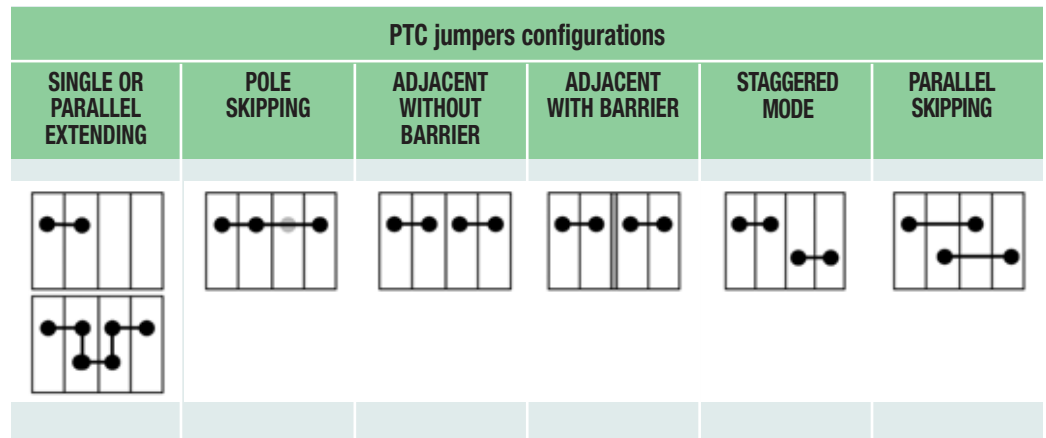 PTC jumpers configurations
SINGLE OR
PARALLEL
EXTENDING
POLE
SKIPPING
ADJACENT
WITHOUT
BARRIER
ADJACENT
WITH BARRIER
STAGGERED
MODE
PARALLEL
SKIPPING